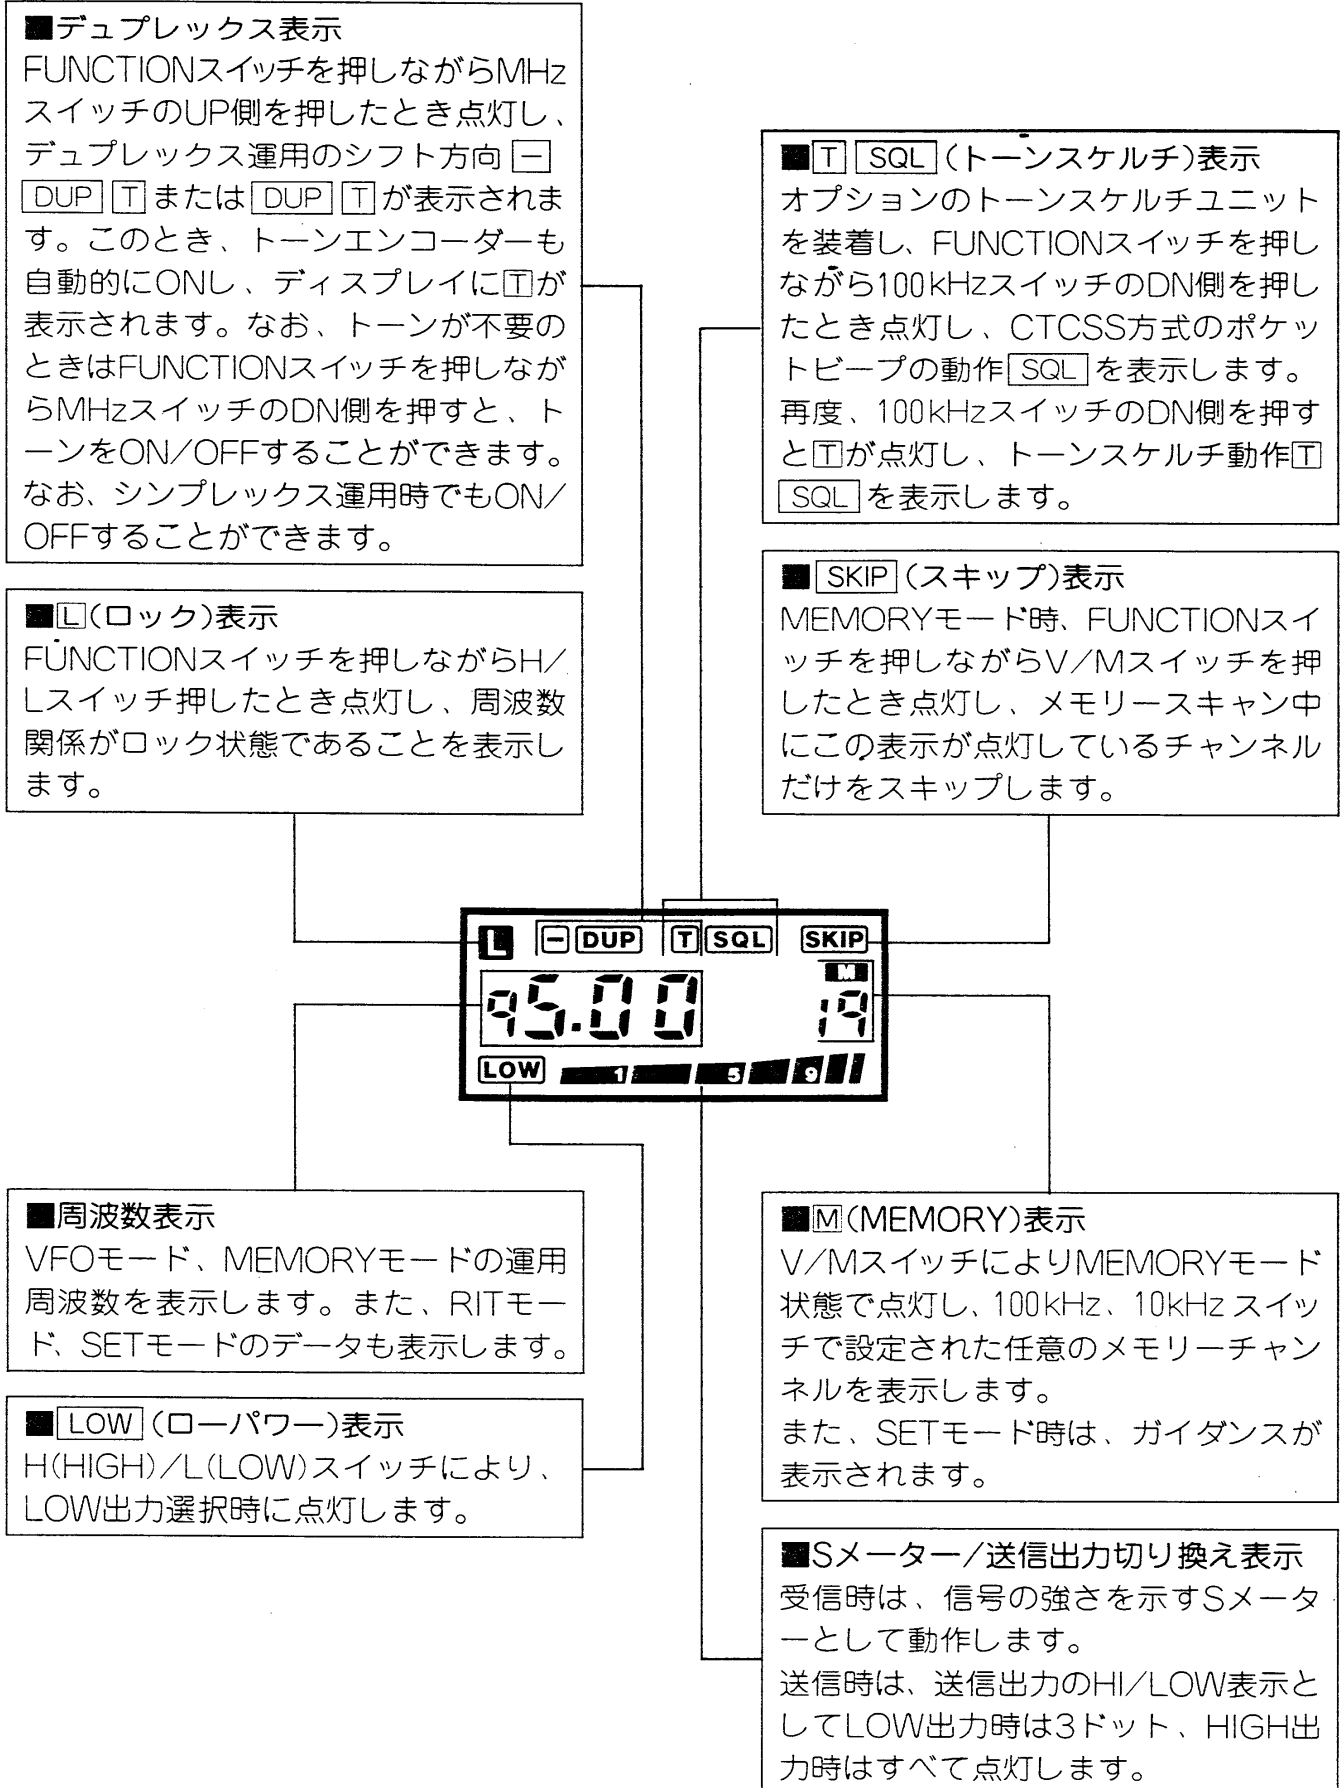 ■デュプレックス表示
FUNCTIONスイッチを押しながらMHz
スイッチのUP側を押したとき点灯し、
デュプレックス運用のシフト方向[−]
[DUP][T]または[DUP][T]が表示されま
す。このとき、トーンエンコーダーも
自動的にONし、ディスプレイに[T]が
表示されます。なお、トーンが不要の
ときはFUNCTIONスイッチを押しなが
らMHzスイッチのDN側を押すと、ト
ーンをON/OFFすることができます。
なお、シンプレックス運用時でもON/
OFFすることができます。
■[L](ロック)表示
FUNCTIONスイッチを押しながらH/
Lスイッチ押したとき点灯し、周波数
関係がロック状態であることを表示し
ます。
■[T][SQL](トーンスケルチ)表示
オプションのトーンスケルチユニット
を装着し、FUNCTIONスイッチを押し
ながら100kHzスイッチのDN側を押し
たとき点灯し、CTCSS方式のポケッ
トビープの動作[SQL]を表示します。
再度、100kHzスイッチのDN側を押す
と[T]が点灯し、トーンスケルチ動作[T]
[SQL]を表示します。
■[SKIP](スキップ)表示
MEMORYモード時、FUNCTIONスイ
ッチを押しながらV/Mスイッチを押
したとき点灯し、メモリースキャン中
にこの表示が点灯しているチャンネル
だけをスキップします。
L − DUP T SQL SKIP
M
95.00 19
LOW 1 5 9
■周波数表示
VFOモード、MEMORYモードの運用
周波数を表示します。また、RITモー
ド、SETモードのデータも表示します。
■[LOW](ローパワー)表示
H(HIGH)/L(LOW)スイッチにより、
LOW出力選択時に点灯します。
■[M](MEMORY)表示
V/MスイッチによりMEMORYモード
状態で点灯し、100kHz、10kHzスイッ
チで設定された任意のメモリーチャン
ネルを表示します。
また、SETモード時は、ガイダンスが
表示されます。
■Sメーター/送信出力切り換え表示
受信時は、信号の強さを示すSメータ
ーとして動作します。
送信時は、送信出力のHI/LOW表示と
してLOW出力時は3ドット、HIGH出
力時はすべて点灯します。